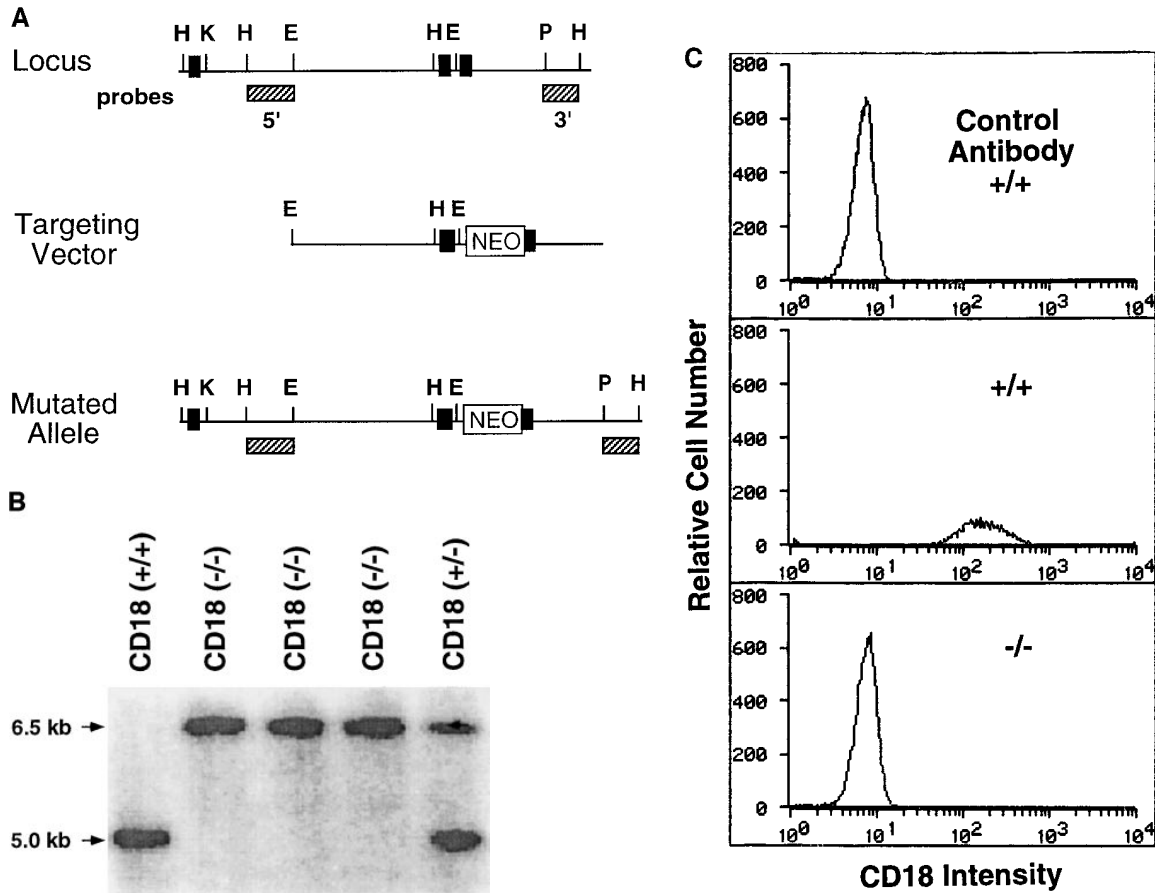 A
H K H E H E P H
Locus
probes
5' 3'
E H E
Targeting
Vector
NEO
H K H E H E P H
Mutated
Allele
NEO
B
CD18 (+/+) CD18 (-/-) CD18 (-/-) CD18 (-/-) CD18 (+/-)
6.5 kb
5.0 kb
C
Relative Cell Number
800
600
400
200
0
Control
Antibody
+/+
10^0 10^1 10^2 10^3 10^4
800
600
400
200
0
+/+
10^0 10^1 10^2 10^3 10^4
800
600
400
200
0
-/-
10^0 10^1 10^2 10^3 10^4
CD18 Intensity